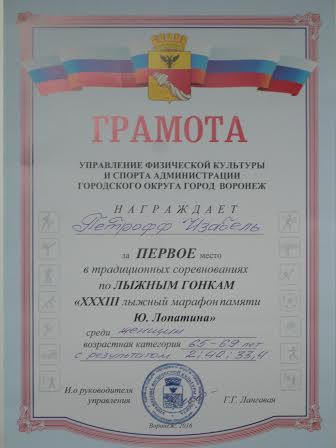 ГРАМОТА
УПРАВЛЕНИЕ ФИЗИЧЕСКОЙ КУЛЬТУРЫ
И СПОРТА АДМИНИСТРАЦИИ
ГОРОДСКОГО ОКРУГА ГОРОД ВОРОНЕЖ
НАГРАЖДАЕТ
Петрофф Изабель
за ПЕРВОЕ место
в традиционных соревнованиях
по ЛЫЖНЫМ ГОНКАМ
«XXXIII лыжный марафон памяти
Ю. Лопатина»
среди женщин
возрастная категория 65-69 лет
с результатом 2:40:33,4
И.о руководителя
управления
Г.Г.Ланговая
Воронеж, 2016